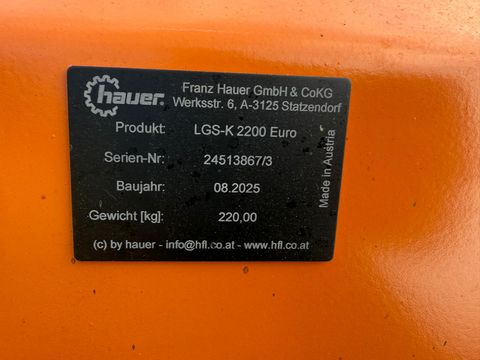 hauer
Franz Hauer GmbH & CoKG
Werksstr. 6, A-3125 Statzendorf
Produkt: LGS-K 2200 Euro
Serien-Nr: 24513867/3
Baujahr: 08.2025
Gewicht [kg]: 220,00
(c) by hauer - info@hfl.co.at - www.hfl.co.at
Made in Austria